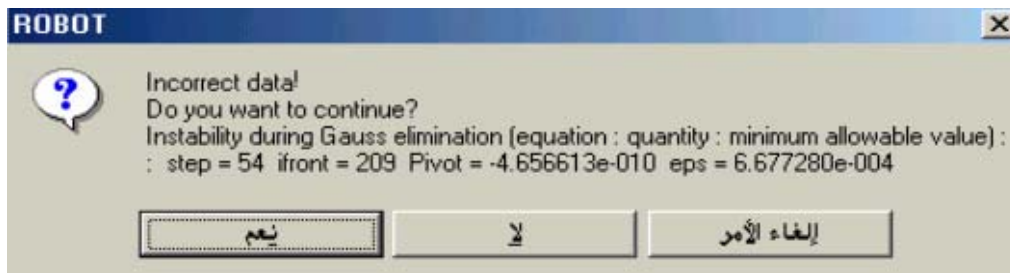 ROBOT
Incorrect data!
Do you want to continue?
Instability during Gauss elimination (equation : quantity : minimum allowable value) :
: step = 54 ifront = 209 Pivot = -4.656613e-010 eps = 6.677280e-004
نعم
لا
إلغاء الأمر